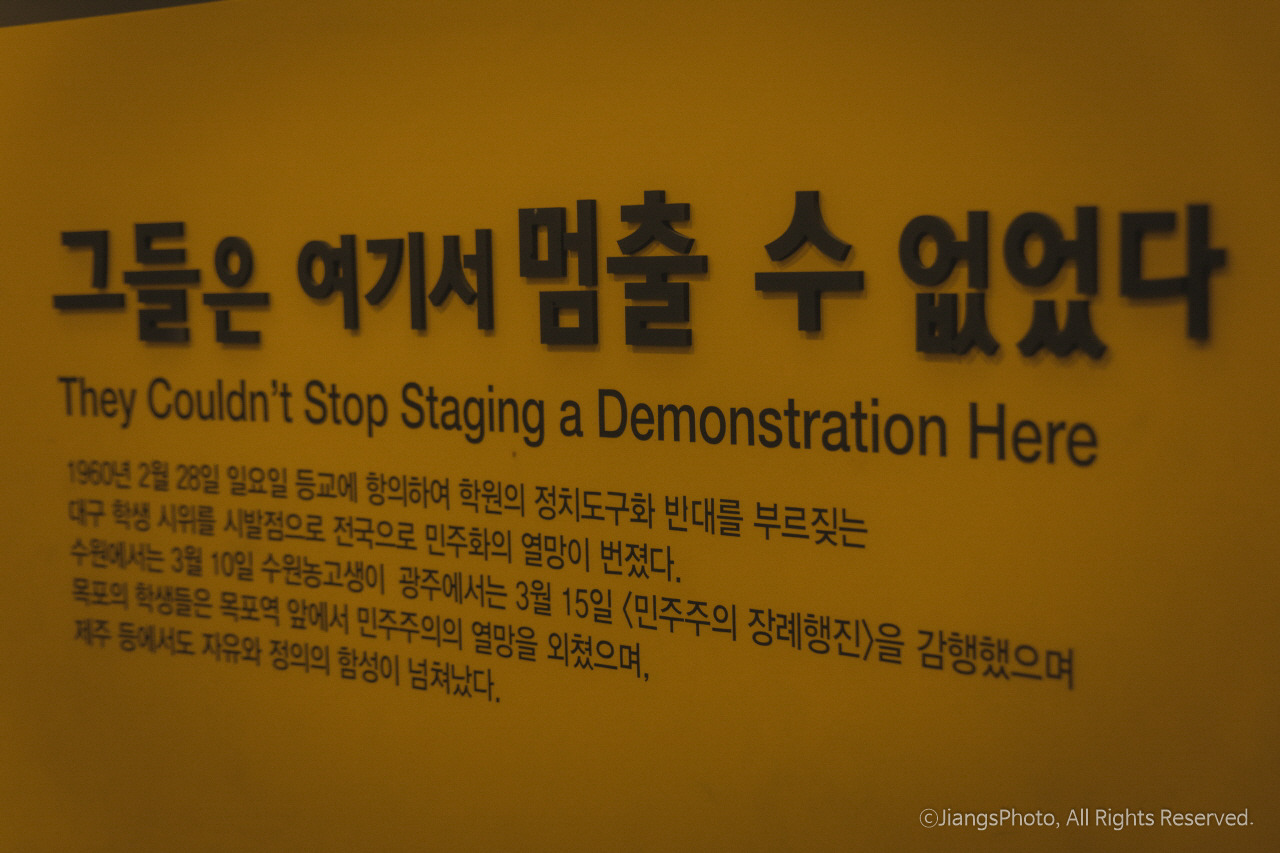 그들은 여기서 멈출 수 없었다
They Couldn't Stop Staging a Demonstration Here
1960년 2월 28일 일요일 등교에 항의하여 학원의 정치도구화 반대를 부르짖는
대구 학생 시위를 시발점으로 전국으로 민주화의 열망이 번졌다.
수원에서는 3월 10일 수원농고생이 광주에서는 3월 15일 〈민주주의 장례행진〉을 감행했으며
목포의 학생들은 목포역 앞에서 민주주의의 열망을 외쳤으며,
제주 등에서도 자유와 정의의 함성이 넘쳐났다.
©JiangsPhoto, All Rights Reserved.